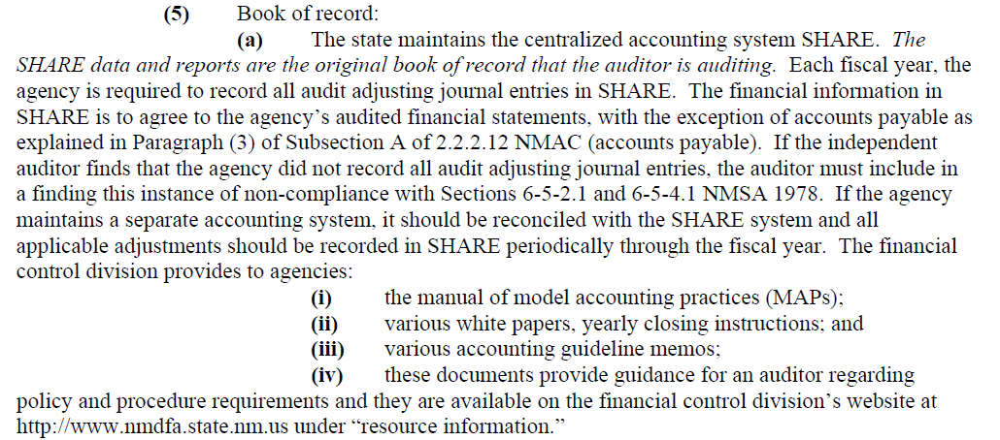 (5) Book of record:
(a) The state maintains the centralized accounting system SHARE. The
SHARE data and reports are the original book of record that the auditor is auditing. Each fiscal year, the
agency is required to record all audit adjusting journal entries in SHARE. The financial information in
SHARE is to agree to the agency’s audited financial statements, with the exception of accounts payable as
explained in Paragraph (3) of Subsection A of 2.2.2.12 NMAC (accounts payable). If the independent
auditor finds that the agency did not record all audit adjusting journal entries, the auditor must include in
a finding this instance of non-compliance with Sections 6-5-2.1 and 6-5-4.1 NMSA 1978. If the agency
maintains a separate accounting system, it should be reconciled with the SHARE system and all
applicable adjustments should be recorded in SHARE periodically through the fiscal year. The financial
control division provides to agencies:
(i) the manual of model accounting practices (MAPs);
(ii) various white papers, yearly closing instructions; and
(iii) various accounting guideline memos;
(iv) these documents provide guidance for an auditor regarding
policy and procedure requirements and they are available on the financial control division’s website at
http://www.nmdfa.state.nm.us under “resource information.”